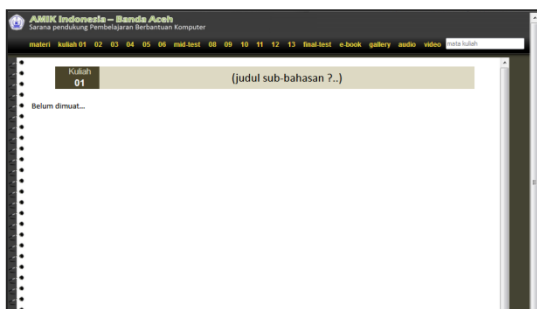 AMIK Indonesia – Banda Aceh
Sarana pendukung Pembelajaran Berbantuan Komputer
materi kuliah 01 02 03 04 05 06 mid-test 08 09 10 11 12 13 final-test e-book gallery audio video mata kuliah
Kuliah
01
(judul sub-bahasan ?..)
Belum dimuat...